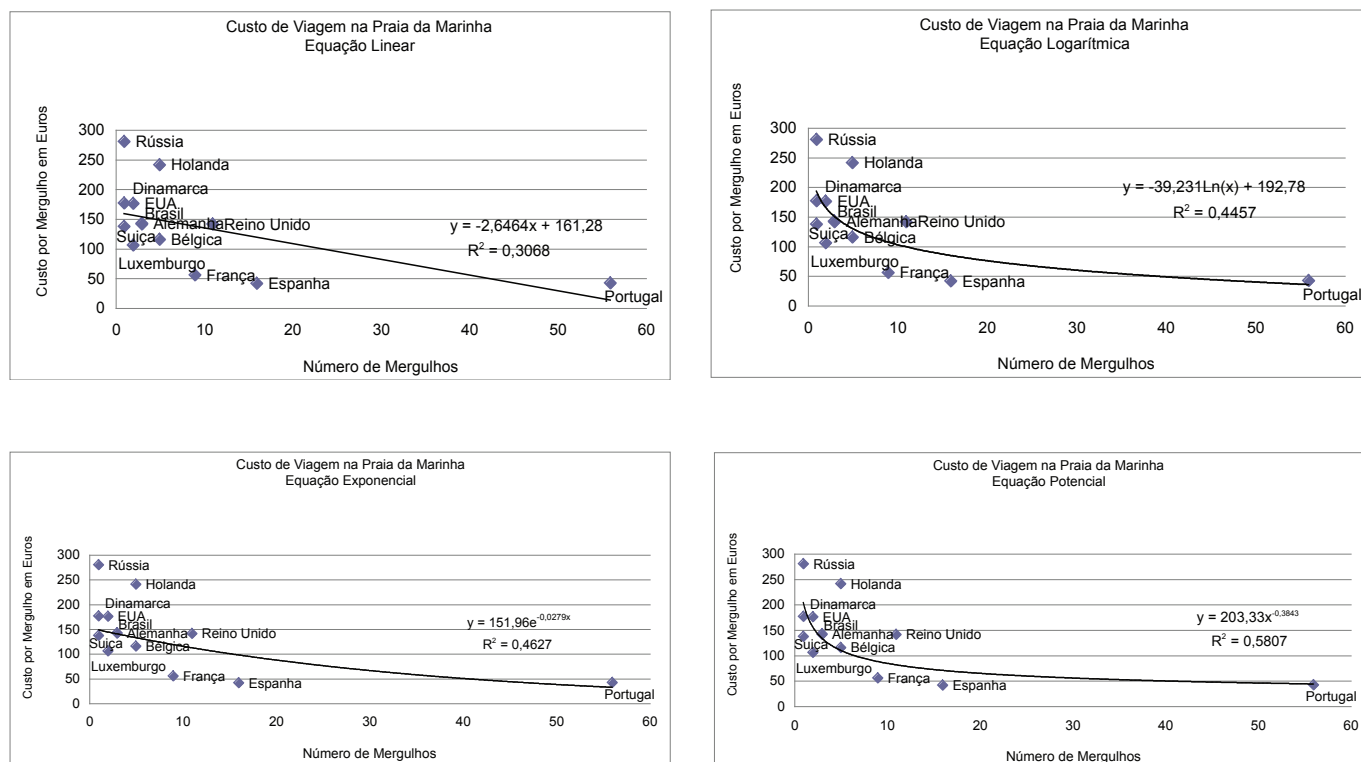 Custo de Viagem na Praia da Marinha
Equação Linear
Custo por Mergulho em Euros
300
250
200
150
100
50
0
Rússia
Holanda
Dinamarca
EUA
Brasil
Alemanha
Reino Unido
Suiça
Bélgica
Luxemburgo
França
Espanha
Portugal
y = -2,6464x + 161,28
R² = 0,3068
0 10 20 30 40 50 60
Número de Mergulhos
Custo de Viagem na Praia da Marinha
Equação Logarítmica
Custo por Mergulho em Euros
300
250
200
150
100
50
0
Rússia
Holanda
Dinamarca
EUA
Brasil
Alemanha
Reino Unido
Suiça
Bélgica
Luxemburgo
França
Espanha
Portugal
y = -39,231Ln(x) + 192,78
R² = 0,4457
0 10 20 30 40 50 60
Número de Mergulhos
Custo de Viagem na Praia da Marinha
Equação Exponencial
Custo por Mergulho em Euros
300
250
200
150
100
50
0
Rússia
Holanda
Dinamarca
EUA
Brasil
Alemanha
Reino Unido
Suiça
Bélgica
Luxemburgo
França
Espanha
Portugal
y = 151,96e^-0,0279x
R² = 0,4627
0 10 20 30 40 50 60
Número de Mergulhos
Custo de Viagem na Praia da Marinha
Equação Potencial
Custo por Mergulho em Euros
300
250
200
150
100
50
0
Rússia
Holanda
Dinamarca
EUA
Brasil
Alemanha
Reino Unido
Suiça
Bélgica
Luxemburgo
França
Espanha
Portugal
y = 203,33x^-0,3843
R² = 0,5807
0 10 20 30 40 50 60
Número de Mergulhos